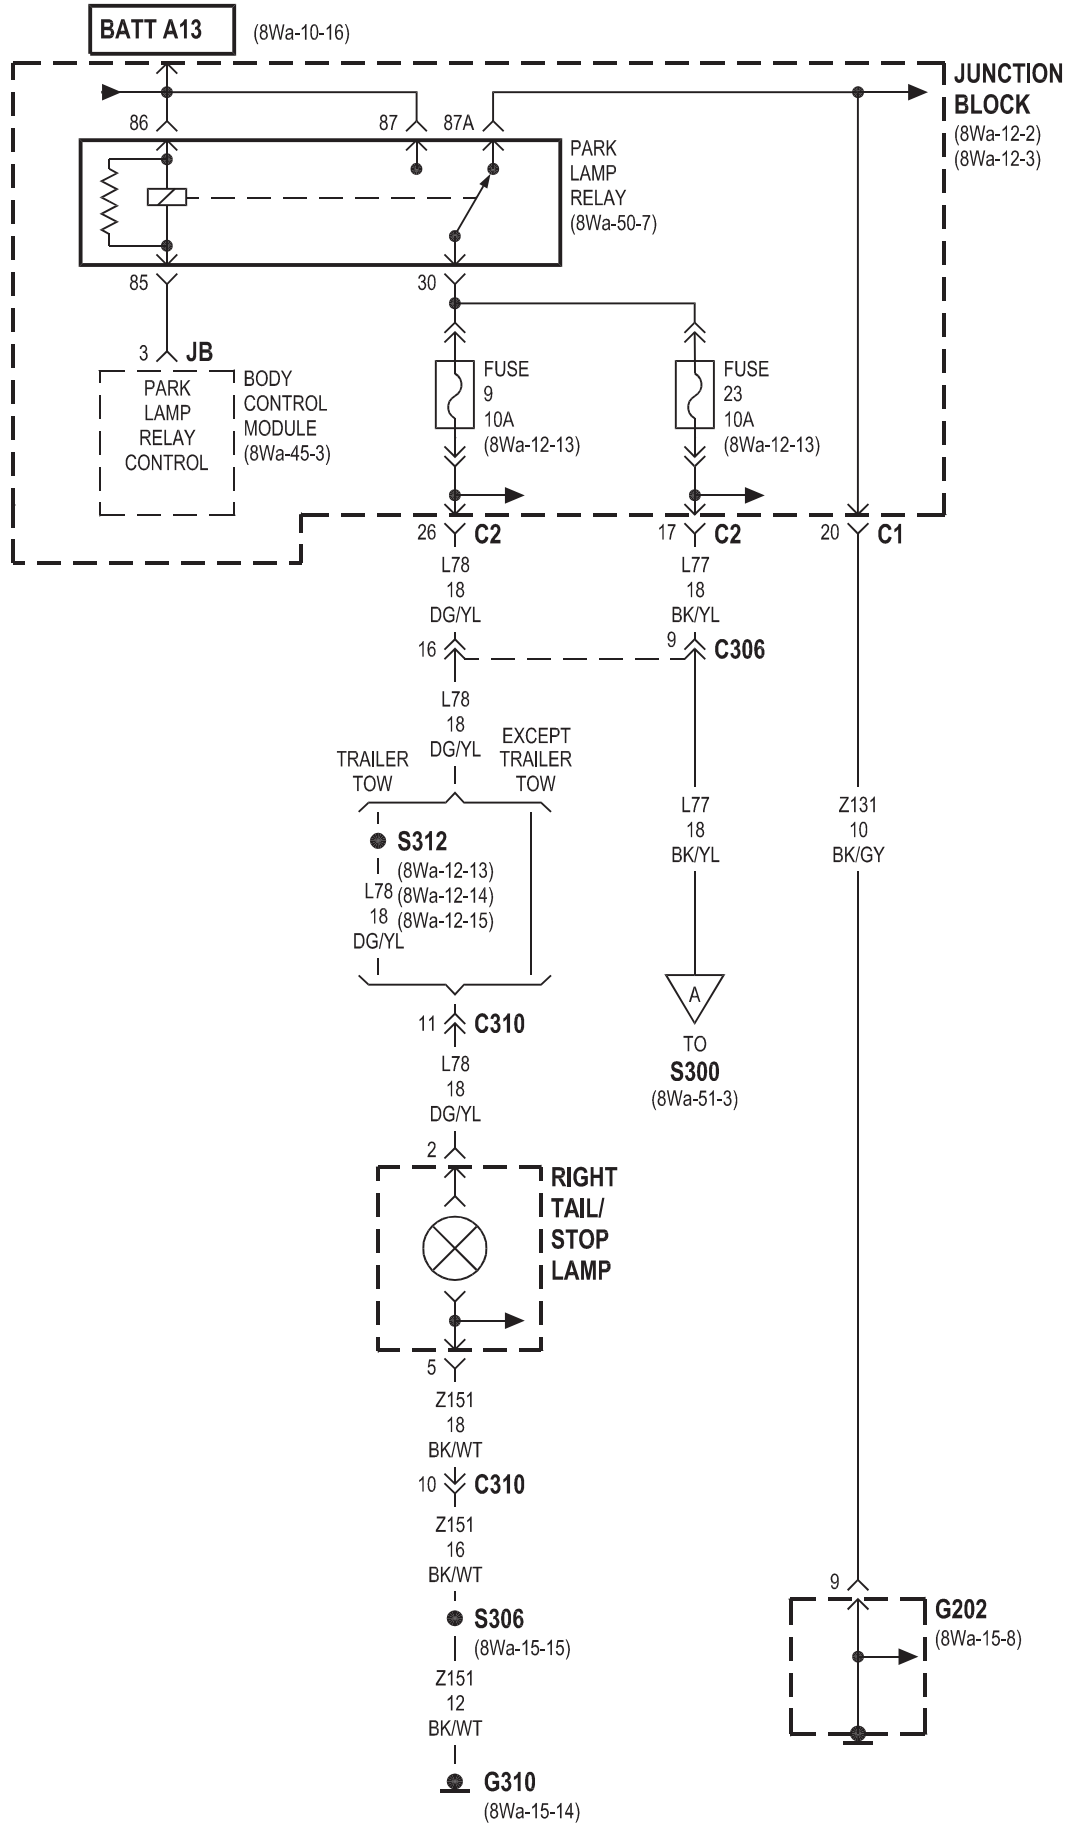 BATT A13
(8Wa-10-16)
JUNCTION
BLOCK
(8Wa-12-2)
(8Wa-12-3)
86
87
87A
PARK
LAMP
RELAY
(8Wa-50-7)
85
30
3
JB
PARK
LAMP
RELAY
CONTROL
BODY
CONTROL
MODULE
(8Wa-45-3)
FUSE
9
10A
(8Wa-12-13)
FUSE
23
10A
(8Wa-12-13)
26
C2
17
C2
20
C1
L78
18
DG/YL
L77
18
BK/YL
16
9
C306
L78
18
DG/YL
TRAILER
TOW
EXCEPT
TRAILER
TOW
S312
(8Wa-12-13)
(8Wa-12-14)
(8Wa-12-15)
L78
18
DG/YL
L77
18
BK/YL
Z131
10
BK/GY
A
TO
S300
(8Wa-51-3)
11
C310
L78
18
DG/YL
2
RIGHT
TAIL/
STOP
LAMP
5
Z151
18
BK/WT
10
C310
Z151
16
BK/WT
S306
(8Wa-15-15)
Z151
12
BK/WT
G310
(8Wa-15-14)
9
G202
(8Wa-15-8)